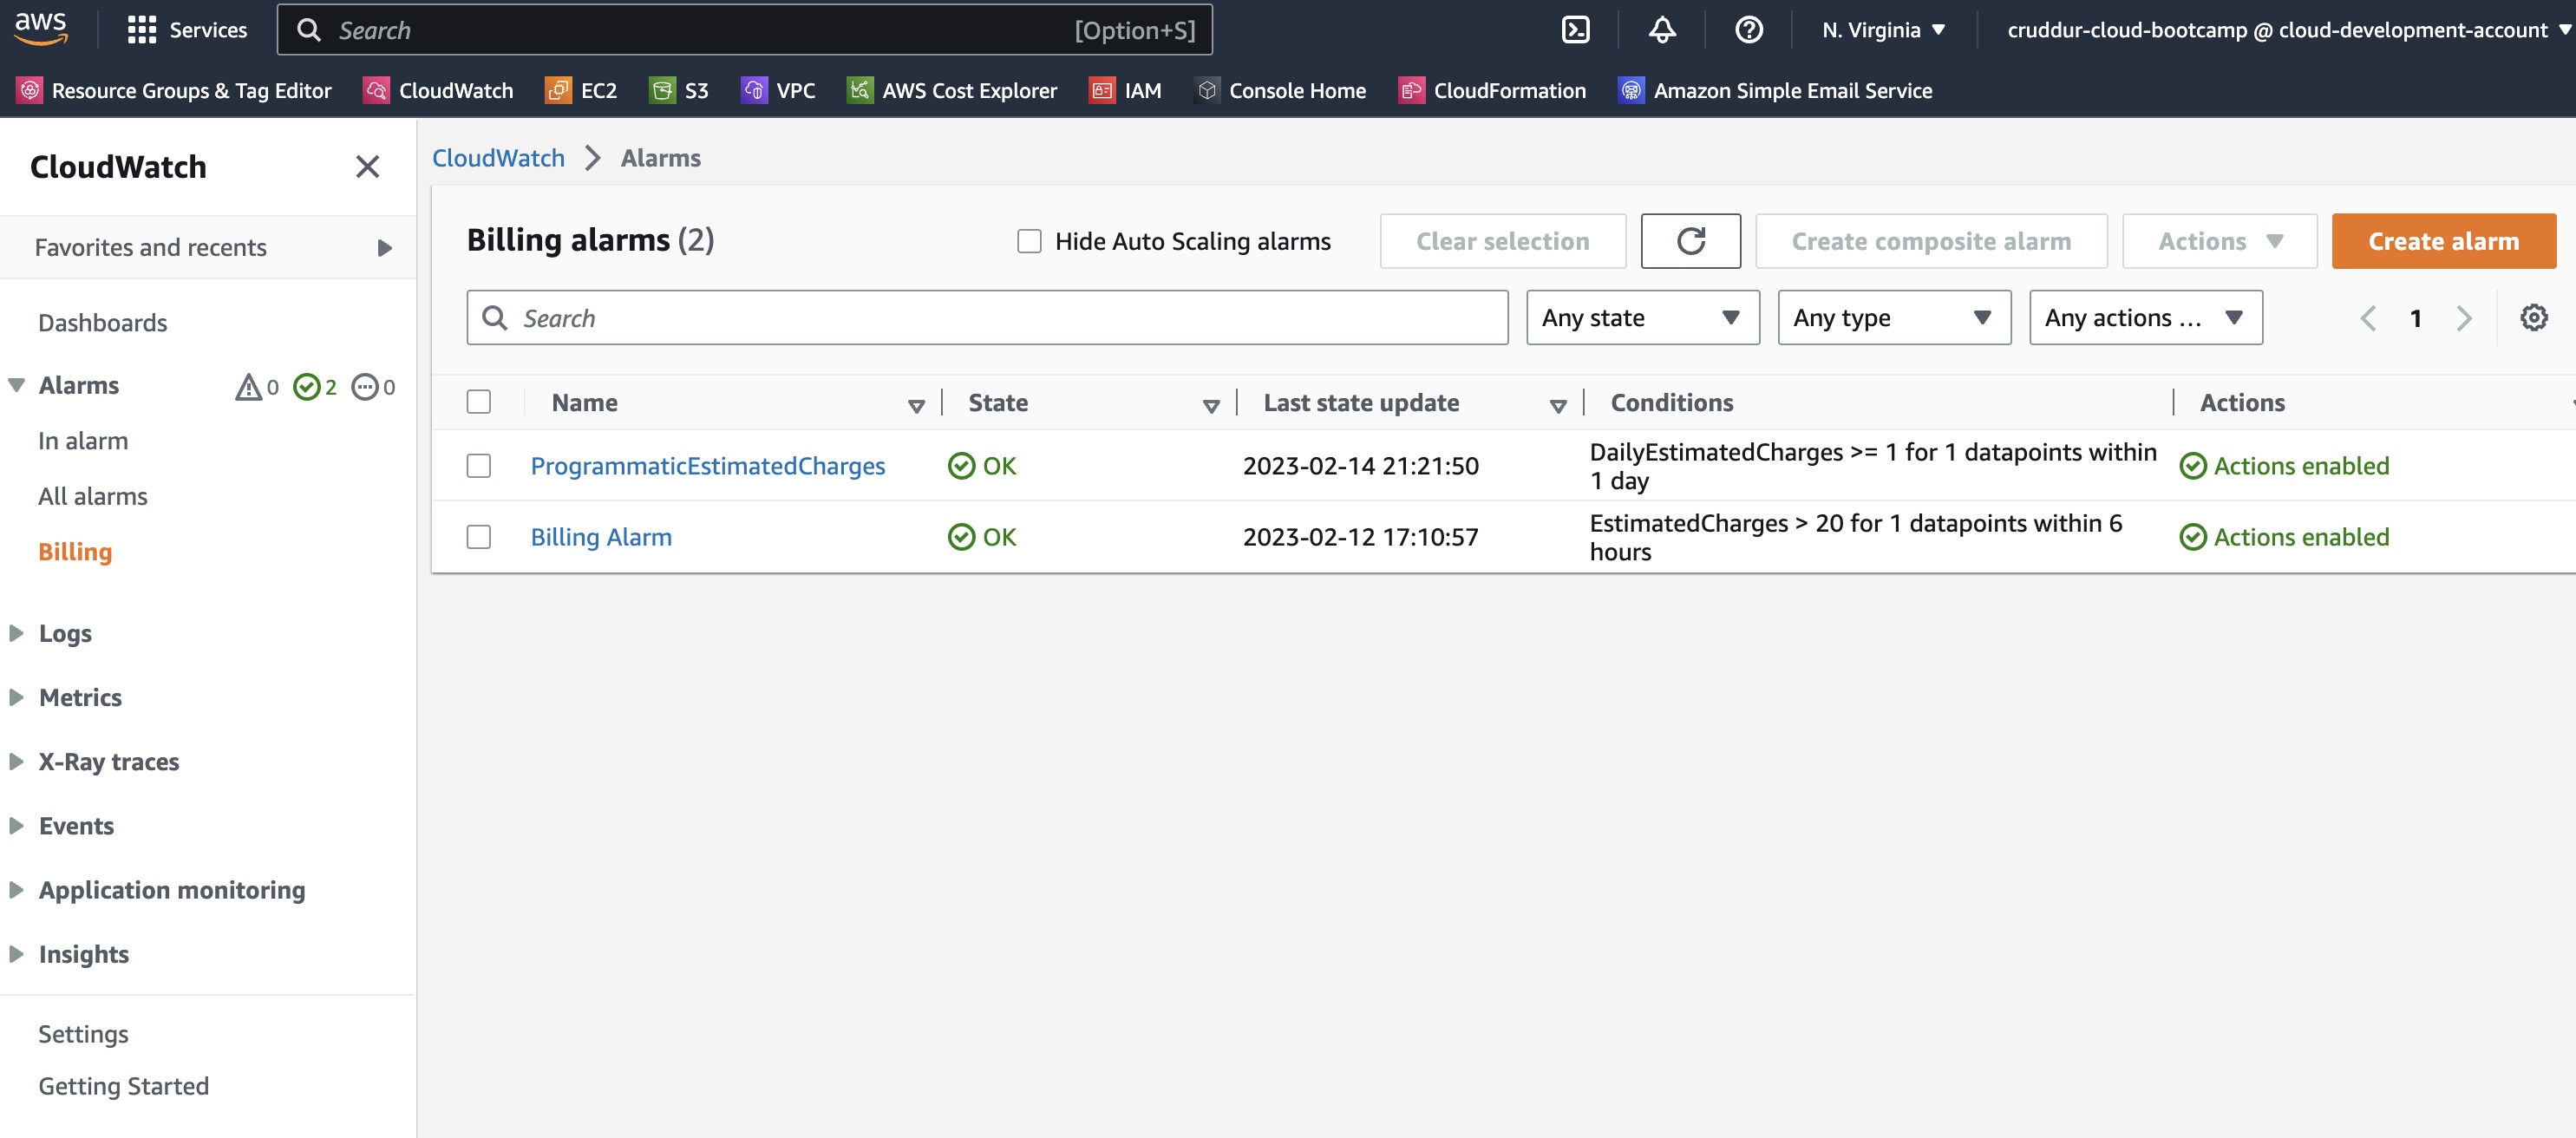 aws
Services
Search
[Option+S]
N. Virginia
cruddur-cloud-bootcamp @ cloud-development-account
Resource Groups & Tag Editor
CloudWatch
EC2
S3
VPC
AWS Cost Explorer
IAM
Console Home
CloudFormation
Amazon Simple Email Service
CloudWatch
Favorites and recents
Dashboards
Alarms
0
2
0
In alarm
All alarms
Billing
Logs
Metrics
X-Ray traces
Events
Application monitoring
Insights
Settings
Getting Started
CloudWatch
Alarms
Billing alarms (2)
Hide Auto Scaling alarms
Clear selection
Create composite alarm
Actions
Create alarm
Search
Any state
Any type
Any actions ...
1
Name
State
Last state update
Conditions
Actions
ProgrammaticEstimatedCharges
OK
2023-02-14 21:21:50
DailyEstimatedCharges >= 1 for 1 datapoints within
1 day
Actions enabled
Billing Alarm
OK
2023-02-12 17:10:57
EstimatedCharges > 20 for 1 datapoints within 6
hours
Actions enabled